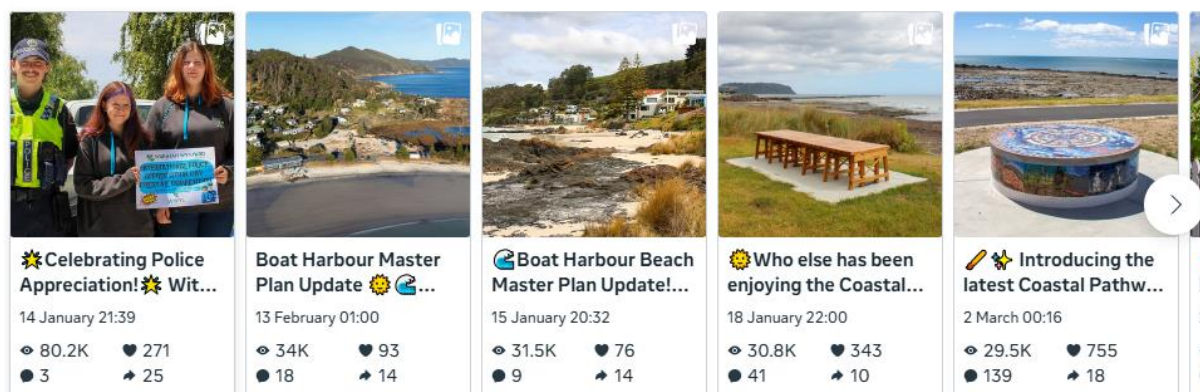 POLICE
🌟Celebrating Police
Appreciation!🌟 Wit...
14 January 21:39
80.2K 271
3 25
Boat Harbour Master
Plan Update 🌞 🌊...
13 February 01:00
34K 93
18 14
🌊Boat Harbour Beach
Master Plan Update!...
15 January 20:32
31.5K 76
9 14
🌞Who else has been
enjoying the Coastal...
18 January 22:00
30.8K 343
41 10
🖌️✨ Introducing the
latest Coastal Pathw...
2 March 00:16
29.5K 755
139 18